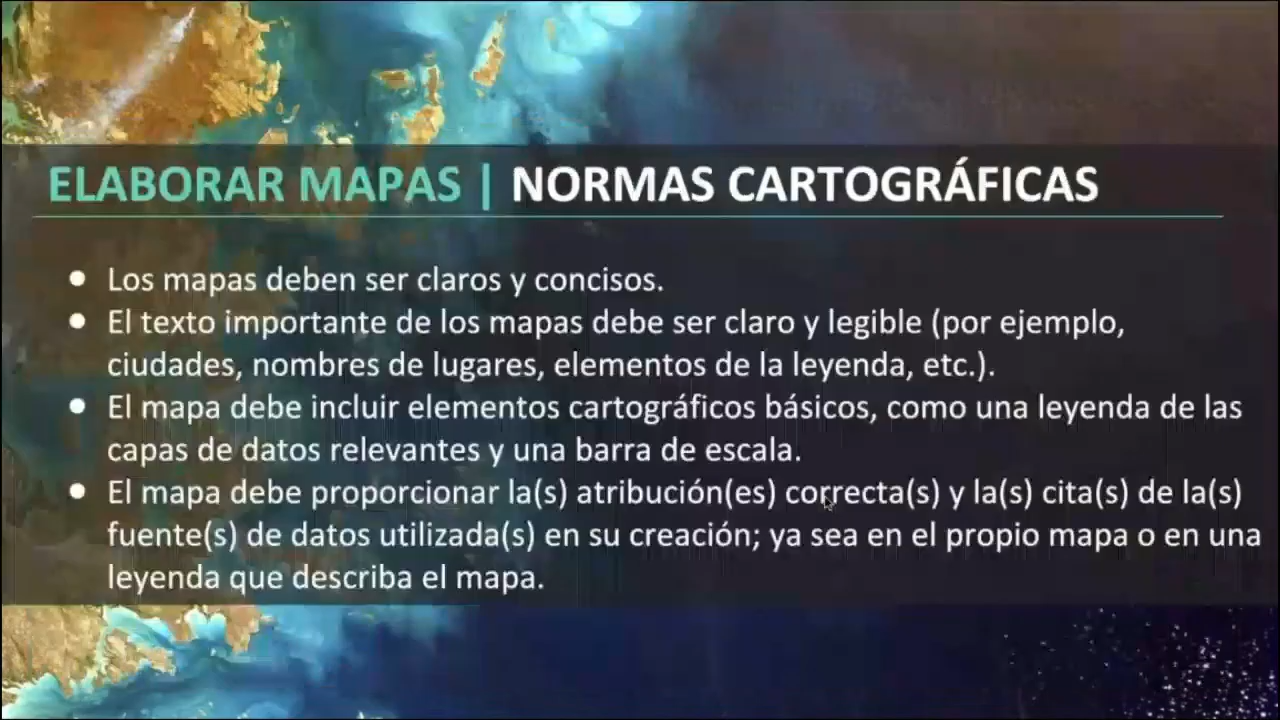 ELABORAR MAPAS | NORMAS CARTOGRÁFICAS
• Los mapas deben ser claros y concisos.
• El texto importante de los mapas debe ser claro y legible (por ejemplo,
ciudades, nombres de lugares, elementos de la leyenda, etc.).
• El mapa debe incluir elementos cartográficos básicos, como una leyenda de las
capas de datos relevantes y una barra de escala.
• El mapa debe proporcionar la(s) atribución(es) correcta(s) y la(s) cita(s) de la(s)
fuente(s) de datos utilizada(s) en su creación; ya sea en el propio mapa o en una
leyenda que describa el mapa.